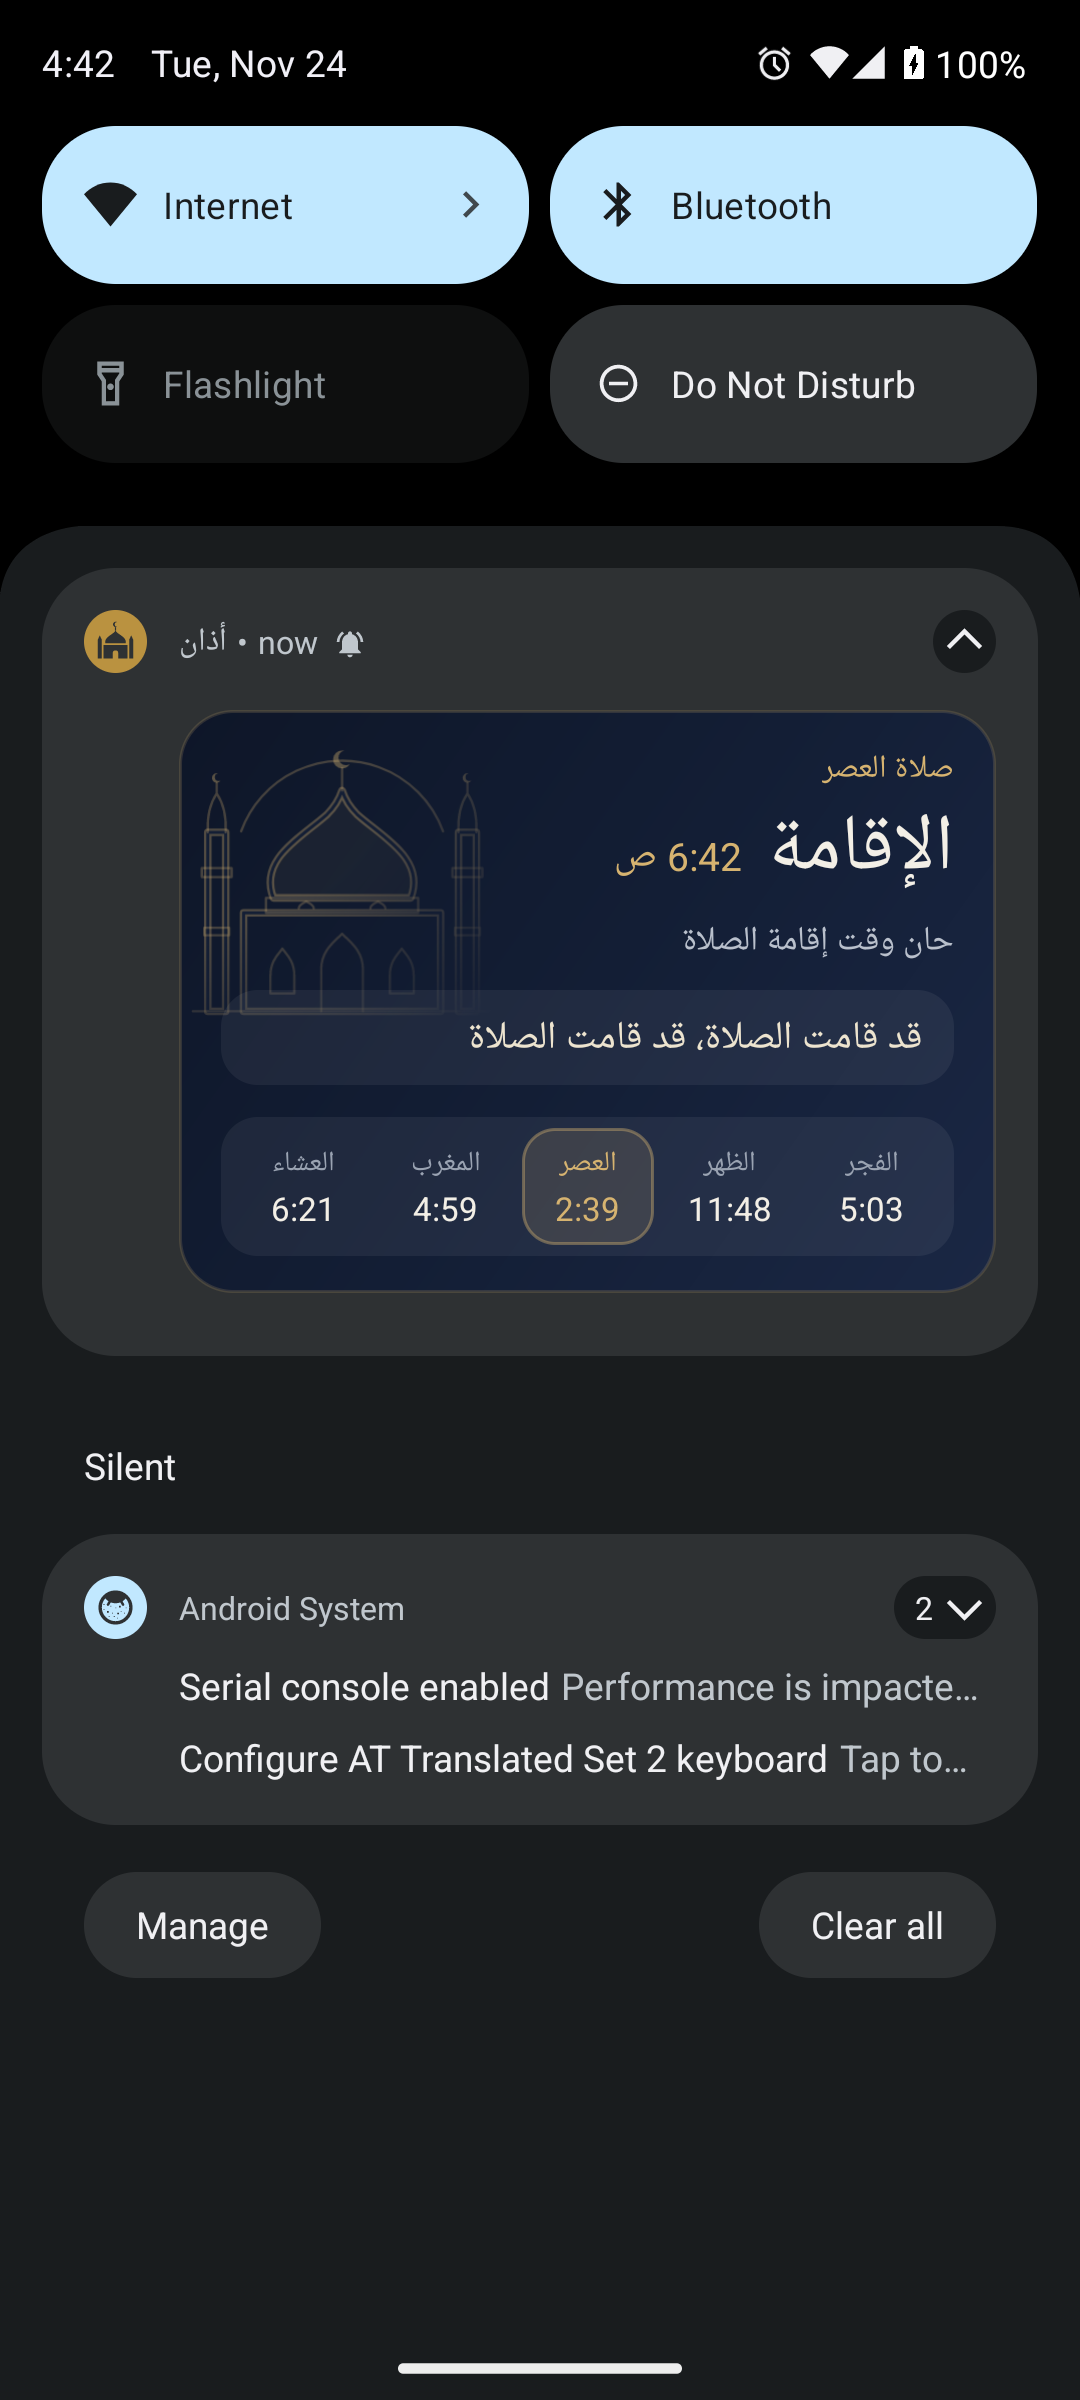 4:42 Tue, Nov 24 100%
Internet
Bluetooth
Flashlight
Do Not Disturb
أذان • now
صلاة العصر
الإقامة 6:42 ص
حان وقت إقامة الصلاة
قد قامت الصلاة، قد قامت الصلاة
الفجر الظهر العصر المغرب العشاء
5:03 11:48 2:39 4:59 6:21
Silent
Android System 2
Serial console enabled Performance is impacte…
Configure AT Translated Set 2 keyboard Tap to…
Manage
Clear all